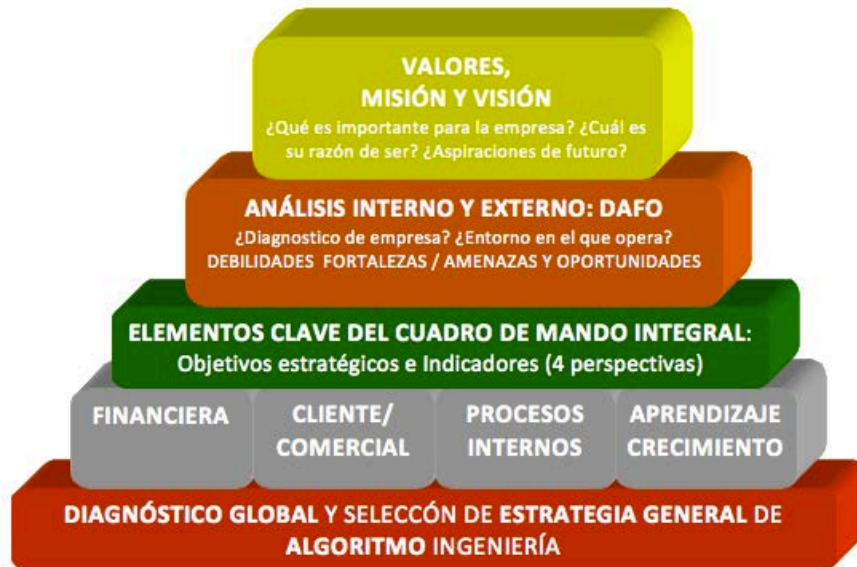 VALORES,
MISIÓN Y VISIÓN
¿Qué es importante para la empresa? ¿Cuál es
su razón de ser? ¿Aspiraciones de futuro?
ANÁLISIS INTERNO Y EXTERNO: DAFO
¿Diagnostico de empresa? ¿Entorno en el que opera?
DEBILIDADES FORTALEZAS / AMENAZAS Y OPORTUNIDADES
ELEMENTOS CLAVE DEL CUADRO DE MANDO INTEGRAL:
Objetivos estratégicos e Indicadores (4 perspectivas)
FINANCIERA
CLIENTE/
COMERCIAL
PROCESOS
INTERNOS
APRENDIZAJE
CRECIMIENTO
DIAGNÓSTICO GLOBAL Y SELECCÓN DE ESTRATEGIA GENERAL DE
ALGORITMO INGENIERÍA